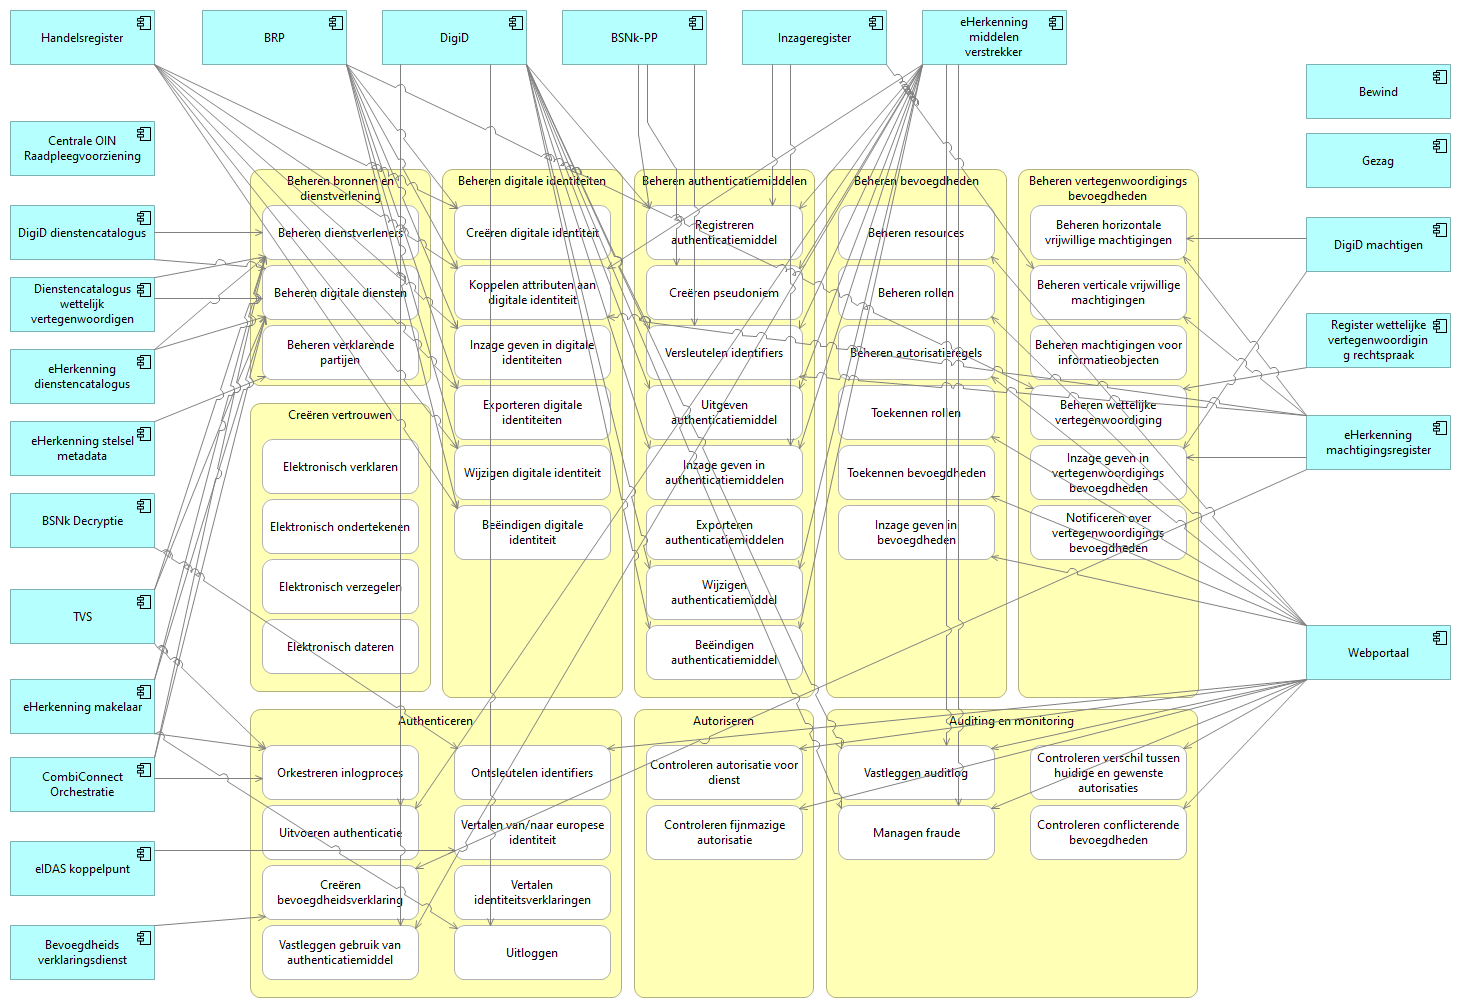 Handelsregister
BRP
DigiD
BSNk-PP
Inzageregister
eHerkenning
middelen
verstrekker
Bewind
Centrale OIN
Raadpleegvoorziening
Gezag
DigiD dienstencatalogus
Dienstencatalogus
wettelijk
vertegenwoordigen
eHerkenning
dienstencatalogus
eHerkenning stelsel
metadata
BSNk Decryptie
TVS
eHerkenning makelaar
CombiConnect
Orchestratie
eIDAS koppelpunt
Bevoegdheids
verklaringsdienst
Beheren bronnen en
dienstverlening
Beheren dienstverleners
Beheren digitale diensten
Beheren verklarende
partijen
Creëren vertrouwen
Elektronisch verklaren
Elektronisch ondertekenen
Elektronisch verzegelen
Elektronisch dateren
Beheren digitale identiteiten
Creëren digitale identiteit
Koppelen attributen aan
digitale identiteit
Inzage geven in digitale
identiteiten
Exporteren digitale
identiteiten
Wijzigen digitale identiteit
Beëindigen digitale
identiteit
Beheren authenticatiemiddelen
Registreren
authenticatiemiddel
Creëren pseudoniem
Versleutelen identifiers
Uitgeven
authenticatiemiddel
Inzage geven in
authenticatiemiddelen
Exporteren
authenticatiemiddelen
Wijzigen
authenticatiemiddel
Beëindigen
authenticatiemiddel
Beheren bevoegdheden
Beheren resources
Beheren rollen
Beheren autorisatieregels
Toekennen rollen
Toekennen bevoegdheden
Inzage geven in
bevoegdheden
Beheren vertegenwoordigings
bevoegdheden
Beheren horizontale
vrijwillige machtigingen
Beheren verticale vrijwillige
machtigingen
Beheren machtigingen voor
informatieobjecten
Beheren wettelijke
vertegenwoordiging
Inzage geven in
vertegenwoordigings
bevoegdheden
Notificeren over
vertegenwoordigings
bevoegdheden
DigiD machtigen
Register wettelijke
vertegenwoordigin
g rechtspraak
eHerkenning
machtigingsregister
Webportaal
Authenticeren
Orkestreren inlogproces
Uitvoeren authenticatie
Creëren
bevoegdheidsverklaring
Vastleggen gebruik van
authenticatiemiddel
Ontsleutelen identifiers
Vertalen van/naar europese
identiteit
Vertalen
identiteitsverklaringen
Uitloggen
Autoriseren
Controleren autorisatie voor
dienst
Controleren fijnmazige
autorisatie
Auditing en monitoring
Vastleggen auditlog
Managen fraude
Controleren verschil tussen
huidige en gewenste
autorisaties
Controleren conflicterende
bevoegdheden